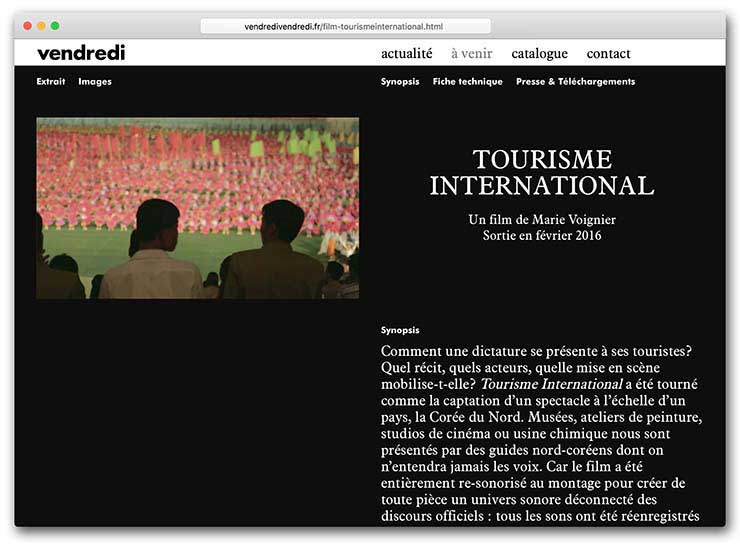 vendredivendredi.fr/film-tourismeinternational.html
vendredi
actualité à venir catalogue contact
Extrait Images
Synopsis Fiche technique Presse & Téléchargements
TOURISME
INTERNATIONAL
Un film de Marie Voignier
Sortie en février 2016
Synopsis
Comment une dictature se présente à ses touristes?
Quel récit, quels acteurs, quelle mise en scène
mobilise-t-elle? Tourisme International a été tourné
comme la captation d'un spectacle à l'échelle d'un
pays, la Corée du Nord. Musées, ateliers de peinture,
studios de cinéma ou usine chimique nous sont
présentés par des guides nord-coréens dont on
n'entendra jamais les voix. Car le film a été
entièrement re-sonorisé au montage pour créer de
toute pièce un univers sonore déconnecté des
discours officiels : tous les sons ont été réenregistrés